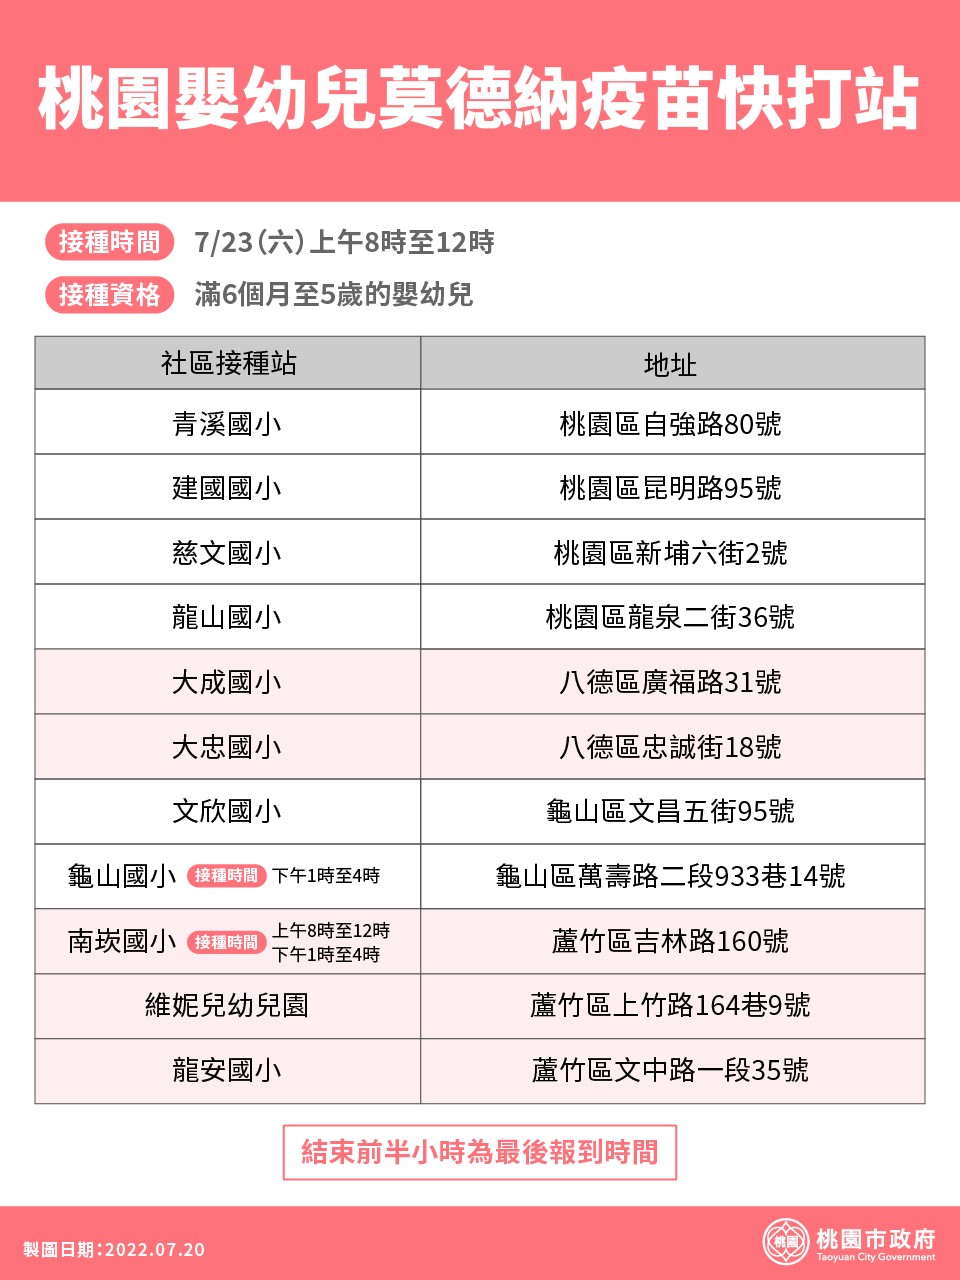 桃園嬰幼兒莫德納疫苗快打站
接種時間 7/23(六)上午8時至12時
接種資格 滿6個月至5歲的嬰幼兒
社區接種站 地址
青溪國小 桃園區自強路80號
建國國小 桃園區昆明路95號
慈文國小 桃園區新埔六街2號
龍山國小 桃園區龍泉二街36號
大成國小 八德區廣福路31號
大忠國小 八德區忠誠街18號
文欣國小 龜山區文昌五街95號
龜山國小 接種時間 下午1時至4時 龜山區萬壽路二段933巷14號
南崁國小 接種時間 上午8時至12時
下午1時至4時 蘆竹區吉林路160號
維妮兒幼兒園 蘆竹區上竹路164巷9號
龍安國小 蘆竹區文中路一段35號
結束前半小時為最後報到時間
製圖日期:2022.07.20
桃園 桃園市政府
Taoyuan City Government